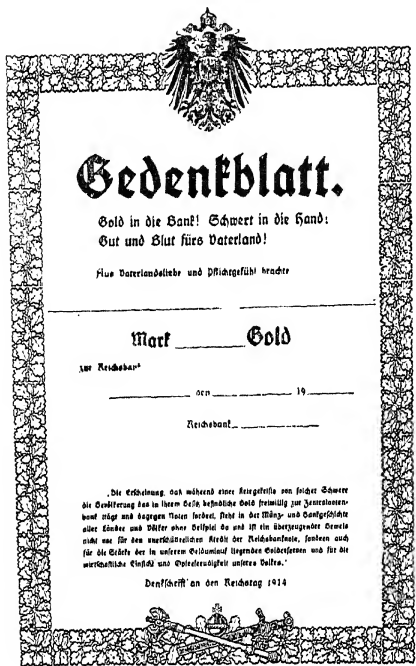 Gedenkblatt.
Gold in die Bank! Schwert in die Hand:
Gut und Blut fürs Vaterland!
Aus Vaterlandsliebe und Pflichtgefühl brachte
Mark Gold
zur Reichsbank
den 19
Reichsbank
„Die Erscheinung, daß während einer Kriegskrisis von solcher Schwere
die Bevölkerung das in ihrem Besitz befindliche Gold freiwillig zur Zentralnoten-
bank trägt und dagegen Noten fordert, steht in der Münz- und Bankgeschichte
aller Länder und Völker ohne Beispiel da und ist ein überzeugender Beweis
nicht nur für den unerschütterlichen Kredit der Reichsbanknote, sondern auch
für die Stärke der in unserem Geldumlauf liegenden Goldreserven und für die
wirtschaftliche Einsicht und Opferfreudigkeit unseres Volkes.“
Denkschrift an den Reichstag 1914